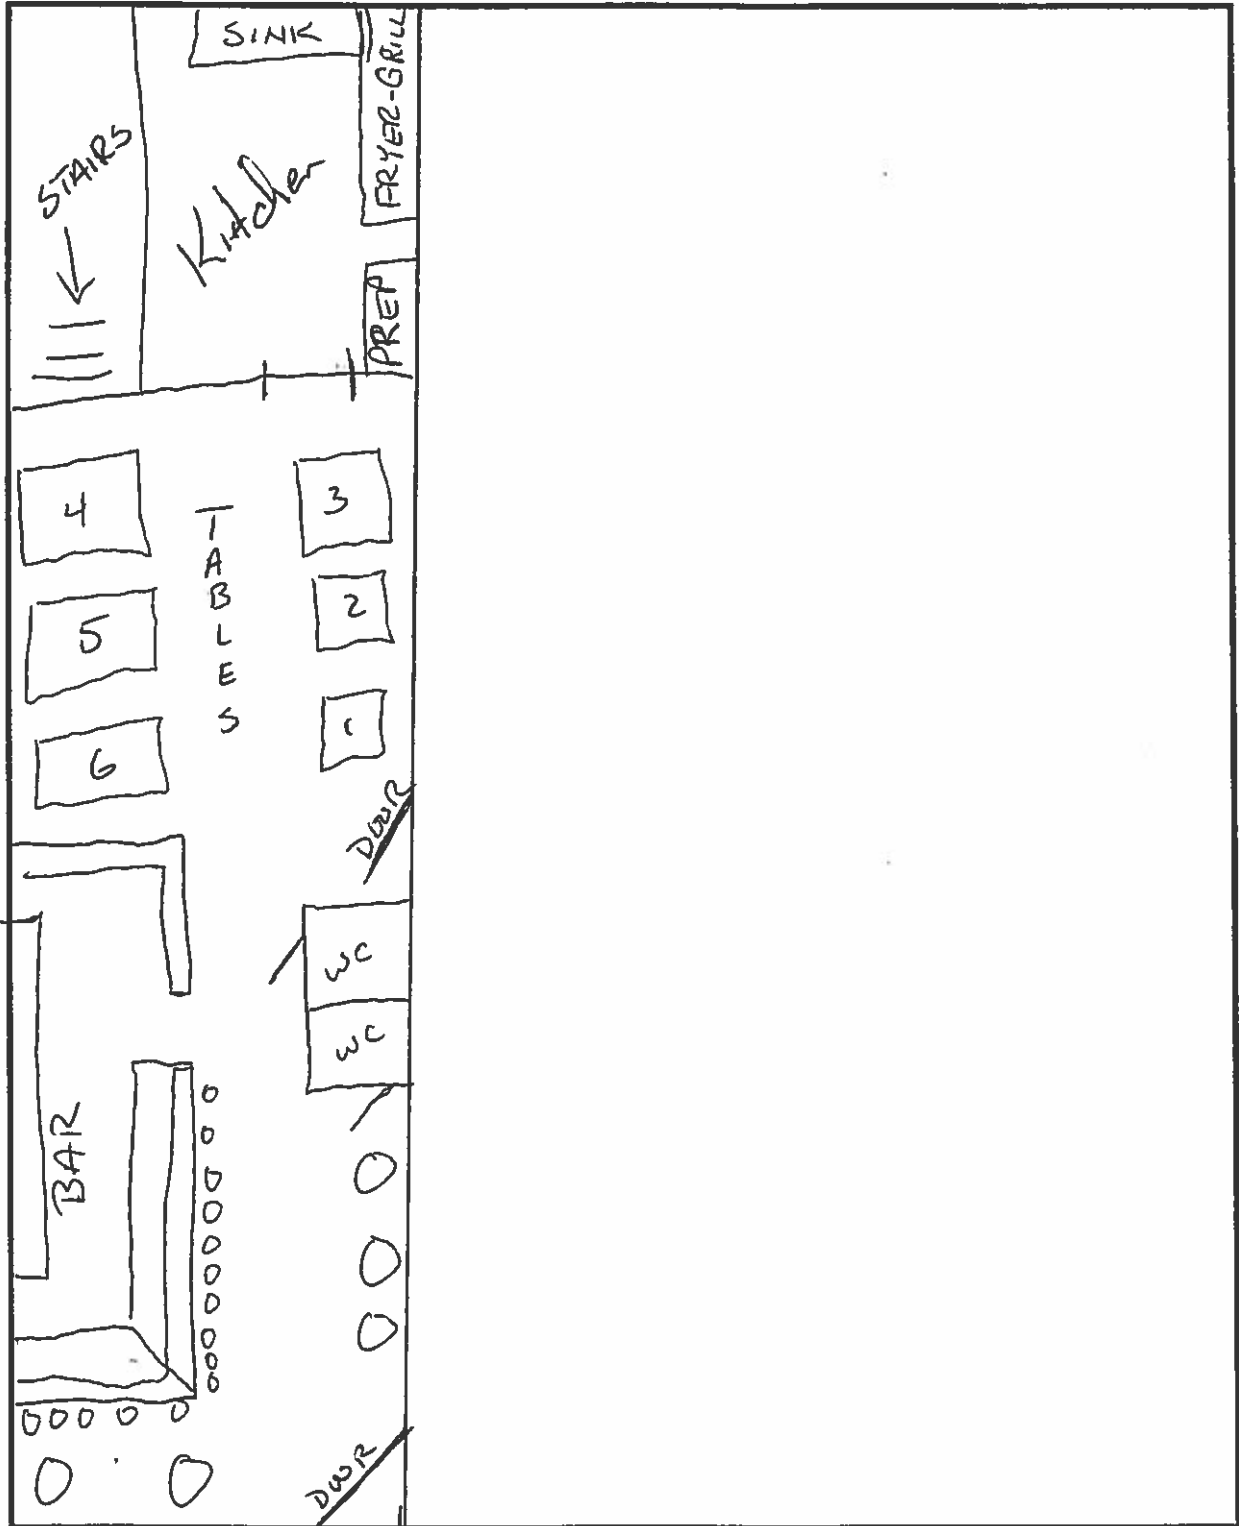 SINK
FRYER-GRILL
STAIRS
Kitchen
PREP
4
3
TABLES
2
5
1
6
DOOR
WC
WC
BAR
DOOR